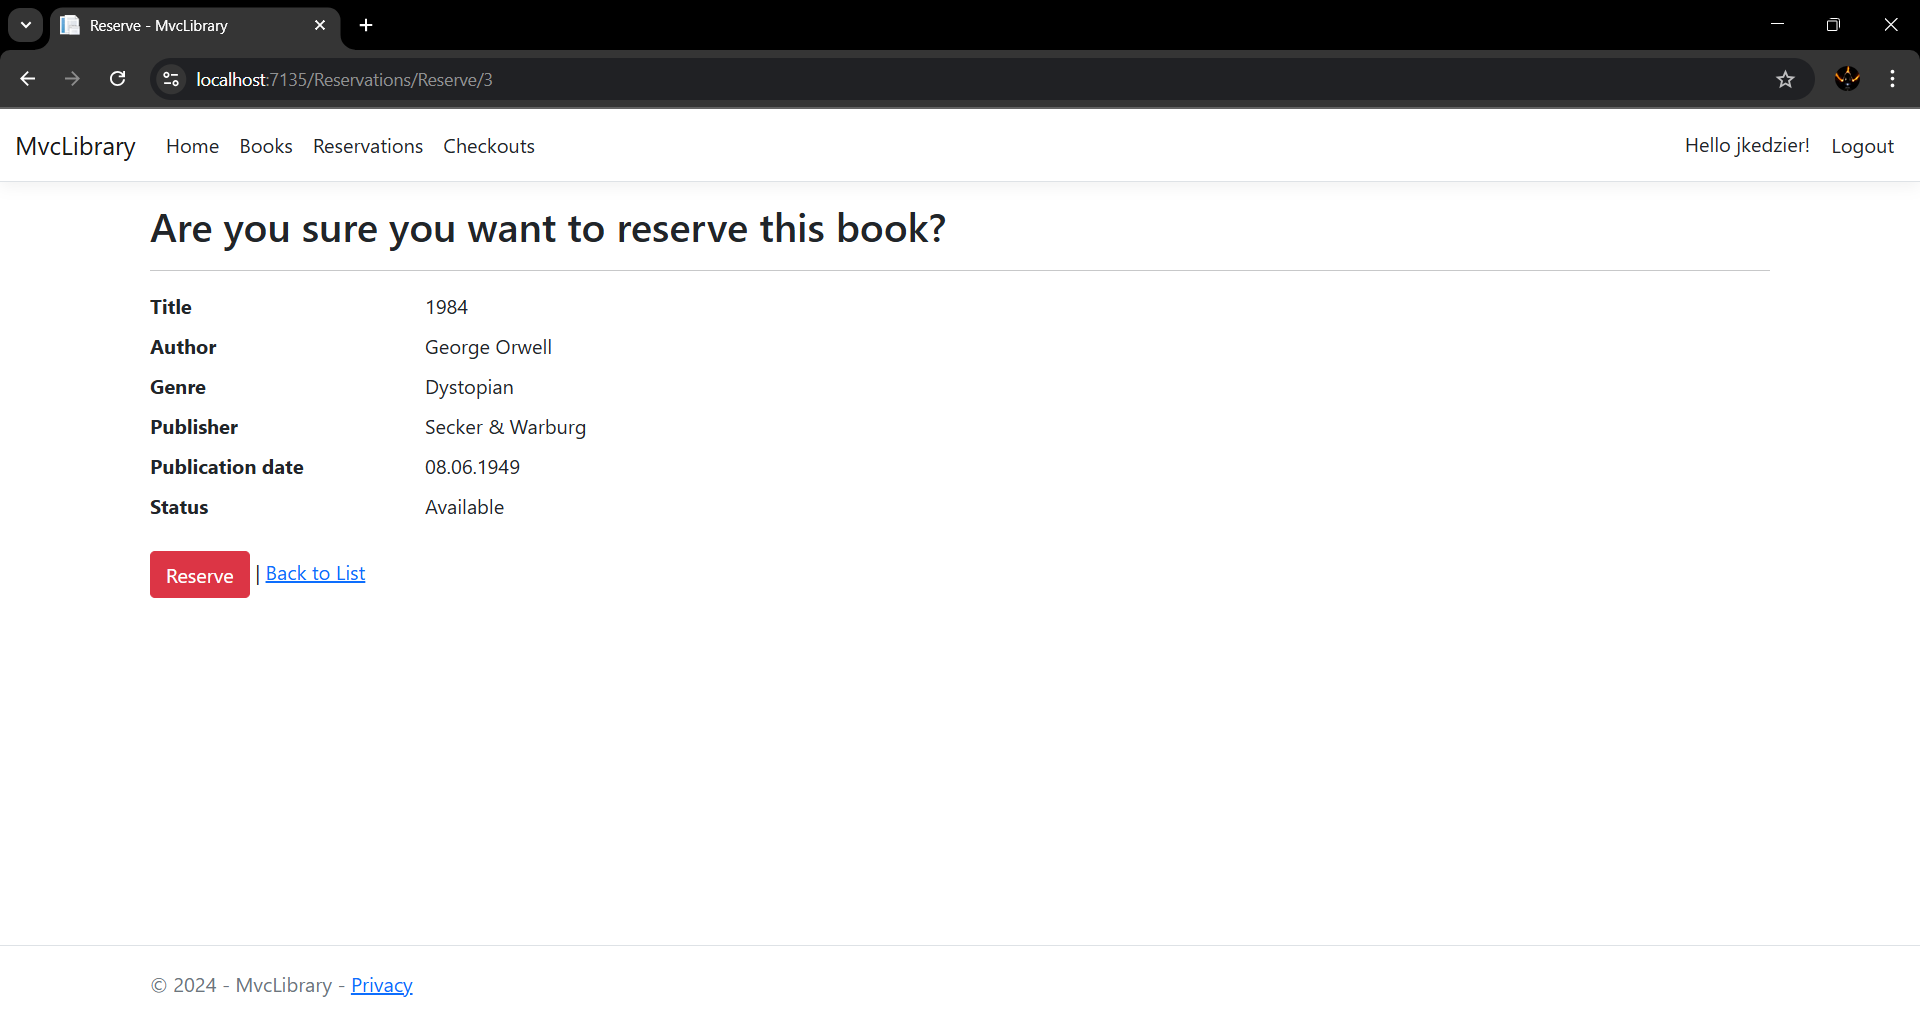 Reserve - MvcLibrary
localhost:7135/Reservations/Reserve/3
MvcLibrary Home Books Reservations Checkouts Hello jkedzier! Logout
Are you sure you want to reserve this book?
Title 1984
Author George Orwell
Genre Dystopian
Publisher Secker & Warburg
Publication date 08.06.1949
Status Available
Reserve | Back to List
© 2024 - MvcLibrary - Privacy